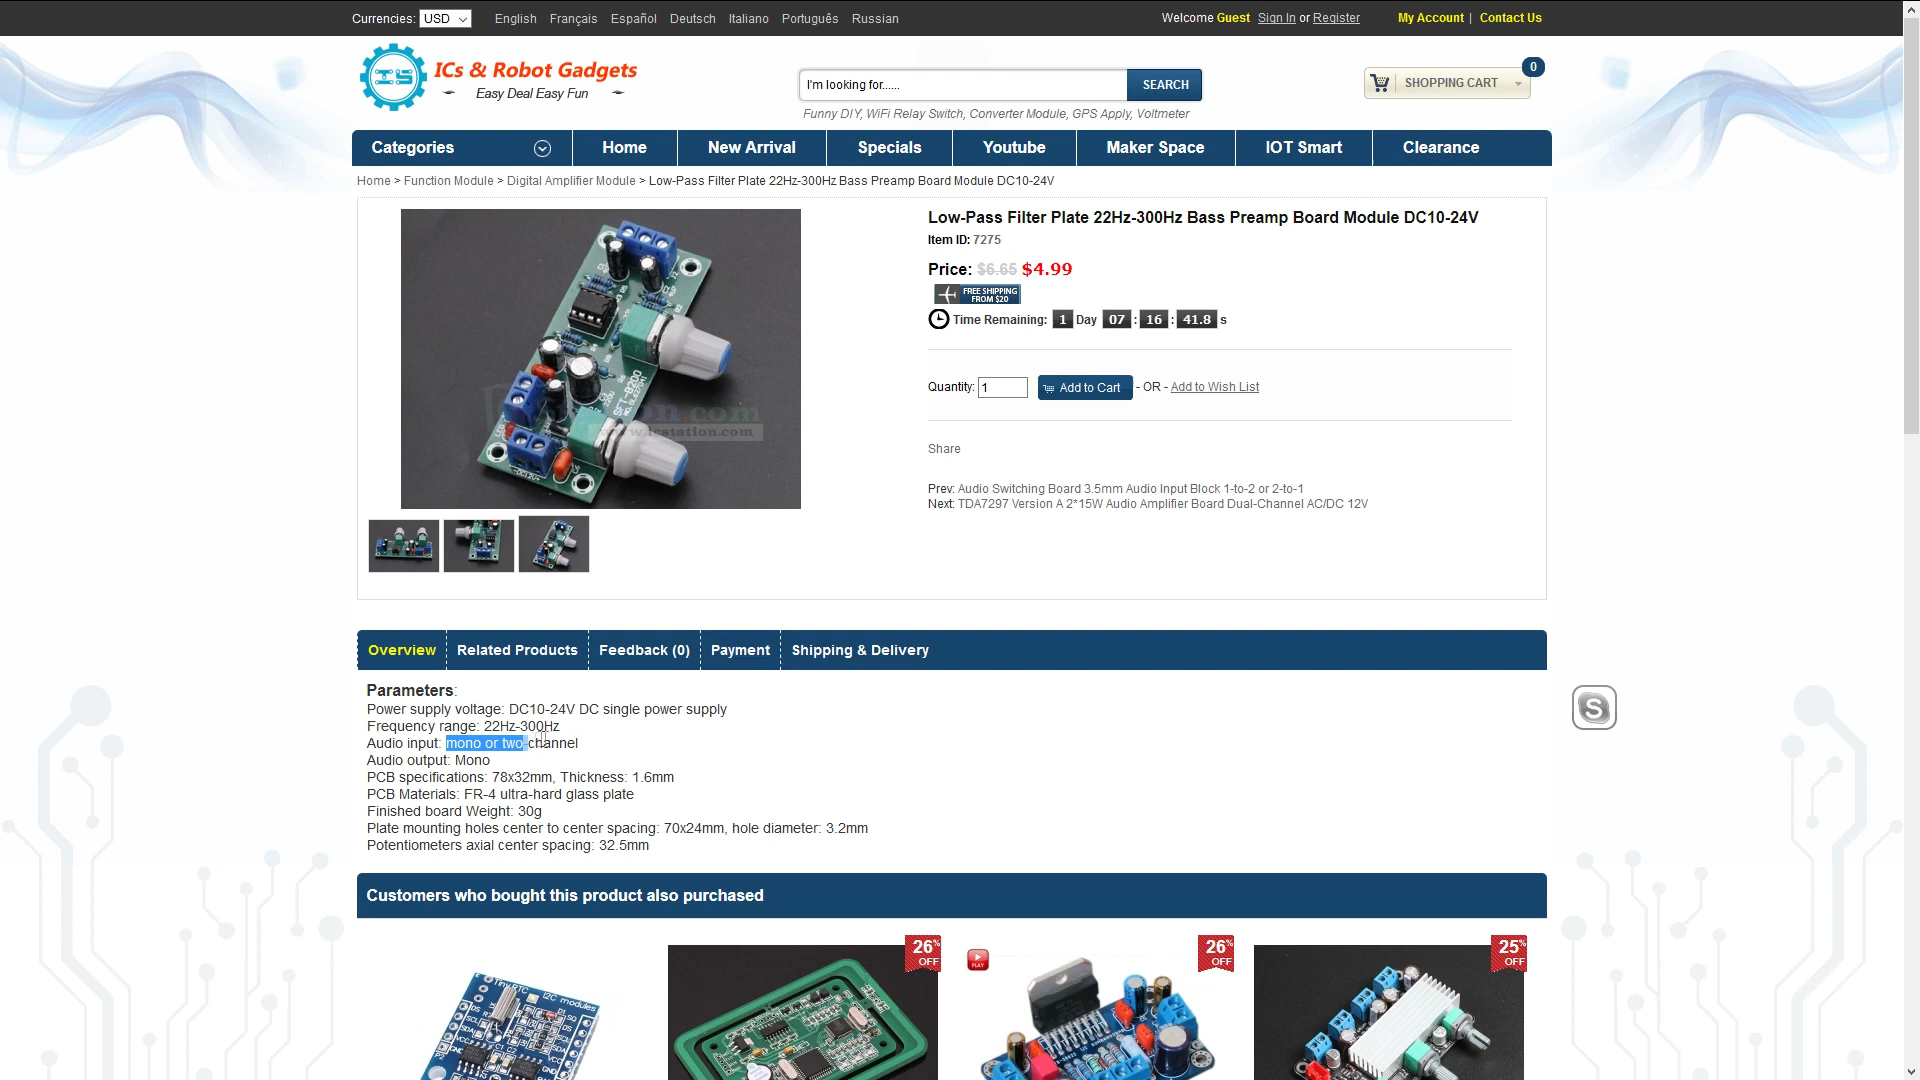 Currencies: USD English Français Español Deutsch Italiano Português Russian Welcome Guest Sign In or Register My Account | Contact Us
ICs & Robot Gadgets
Easy Deal Easy Fun
I'm looking for...... SEARCH
Funny DIY, WiFi Relay Switch, Converter Module, GPS Apply, Voltmeter
SHOPPING CART 0
Categories Home New Arrival Specials Youtube Maker Space IOT Smart Clearance
Home > Function Module > Digital Amplifier Module > Low-Pass Filter Plate 22Hz-300Hz Bass Preamp Board Module DC10-24V
Low-Pass Filter Plate 22Hz-300Hz Bass Preamp Board Module DC10-24V
Item ID: 7275
Price: $6.65 $4.99
FREE SHIPPING
FROM $20
Time Remaining: 1 Day 07 : 16 : 41.8 s
Quantity: 1 Add to Cart - OR - Add to Wish List
Share
Prev: Audio Switching Board 3.5mm Audio Input Block 1-to-2 or 2-to-1
Next: TDA7297 Version A 2*15W Audio Amplifier Board Dual-Channel AC/DC 12V
SFT-8200
www.icstation.com
Overview Related Products Feedback (0) Payment Shipping & Delivery
Parameters:
Power supply voltage: DC10-24V DC single power supply
Frequency range: 22Hz-300Hz
Audio input: mono or two-channel
Audio output: Mono
PCB specifications: 78x32mm, Thickness: 1.6mm
PCB Materials: FR-4 ultra-hard glass plate
Finished board Weight: 30g
Plate mounting holes center to center spacing: 70x24mm, hole diameter: 3.2mm
Potentiometers axial center spacing: 32.5mm
Customers who bought this product also purchased
26% OFF
PLAY
26% OFF
25% OFF
Tiny RTC I2C modules